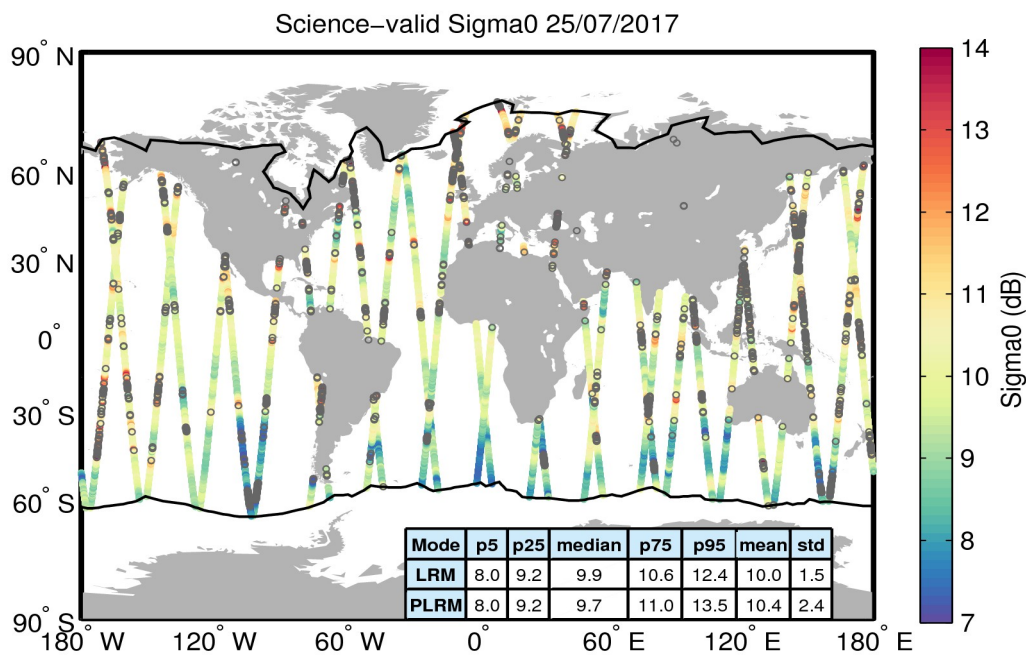 Science−valid Sigma0 25/07/2017
90° N
60° N
30° N
0°
30° S
60° S
90° S
180° W
120° W
60° W
0°
60° E
120° E
180° E
14
13
12
11
10
9
8
7
Sigma0 (dB)
Mode p5 p25 median p75 p95 mean std
LRM 8.0 9.2 9.9 10.6 12.4 10.0 1.5
PLRM 8.0 9.2 9.7 11.0 13.5 10.4 2.4